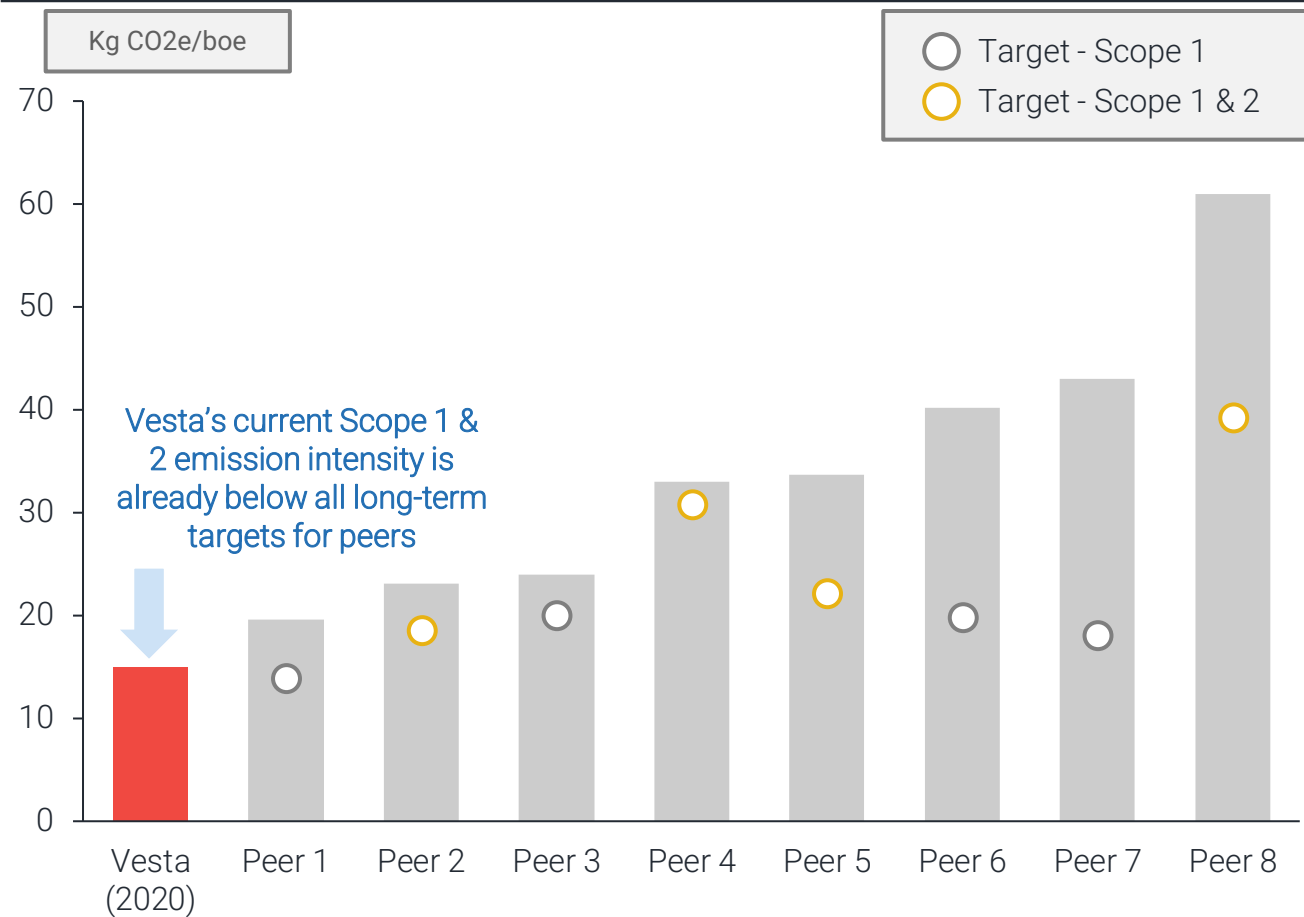 Kg CO2e/boe
Target - Scope 1
Target - Scope 1 & 2
70
60
50
40
30
20
10
0
Vesta's current Scope 1 &
2 emission intensity is
already below all long-term
targets for peers
Vesta
(2020)
Peer 1
Peer 2
Peer 3
Peer 4
Peer 5
Peer 6
Peer 7
Peer 8